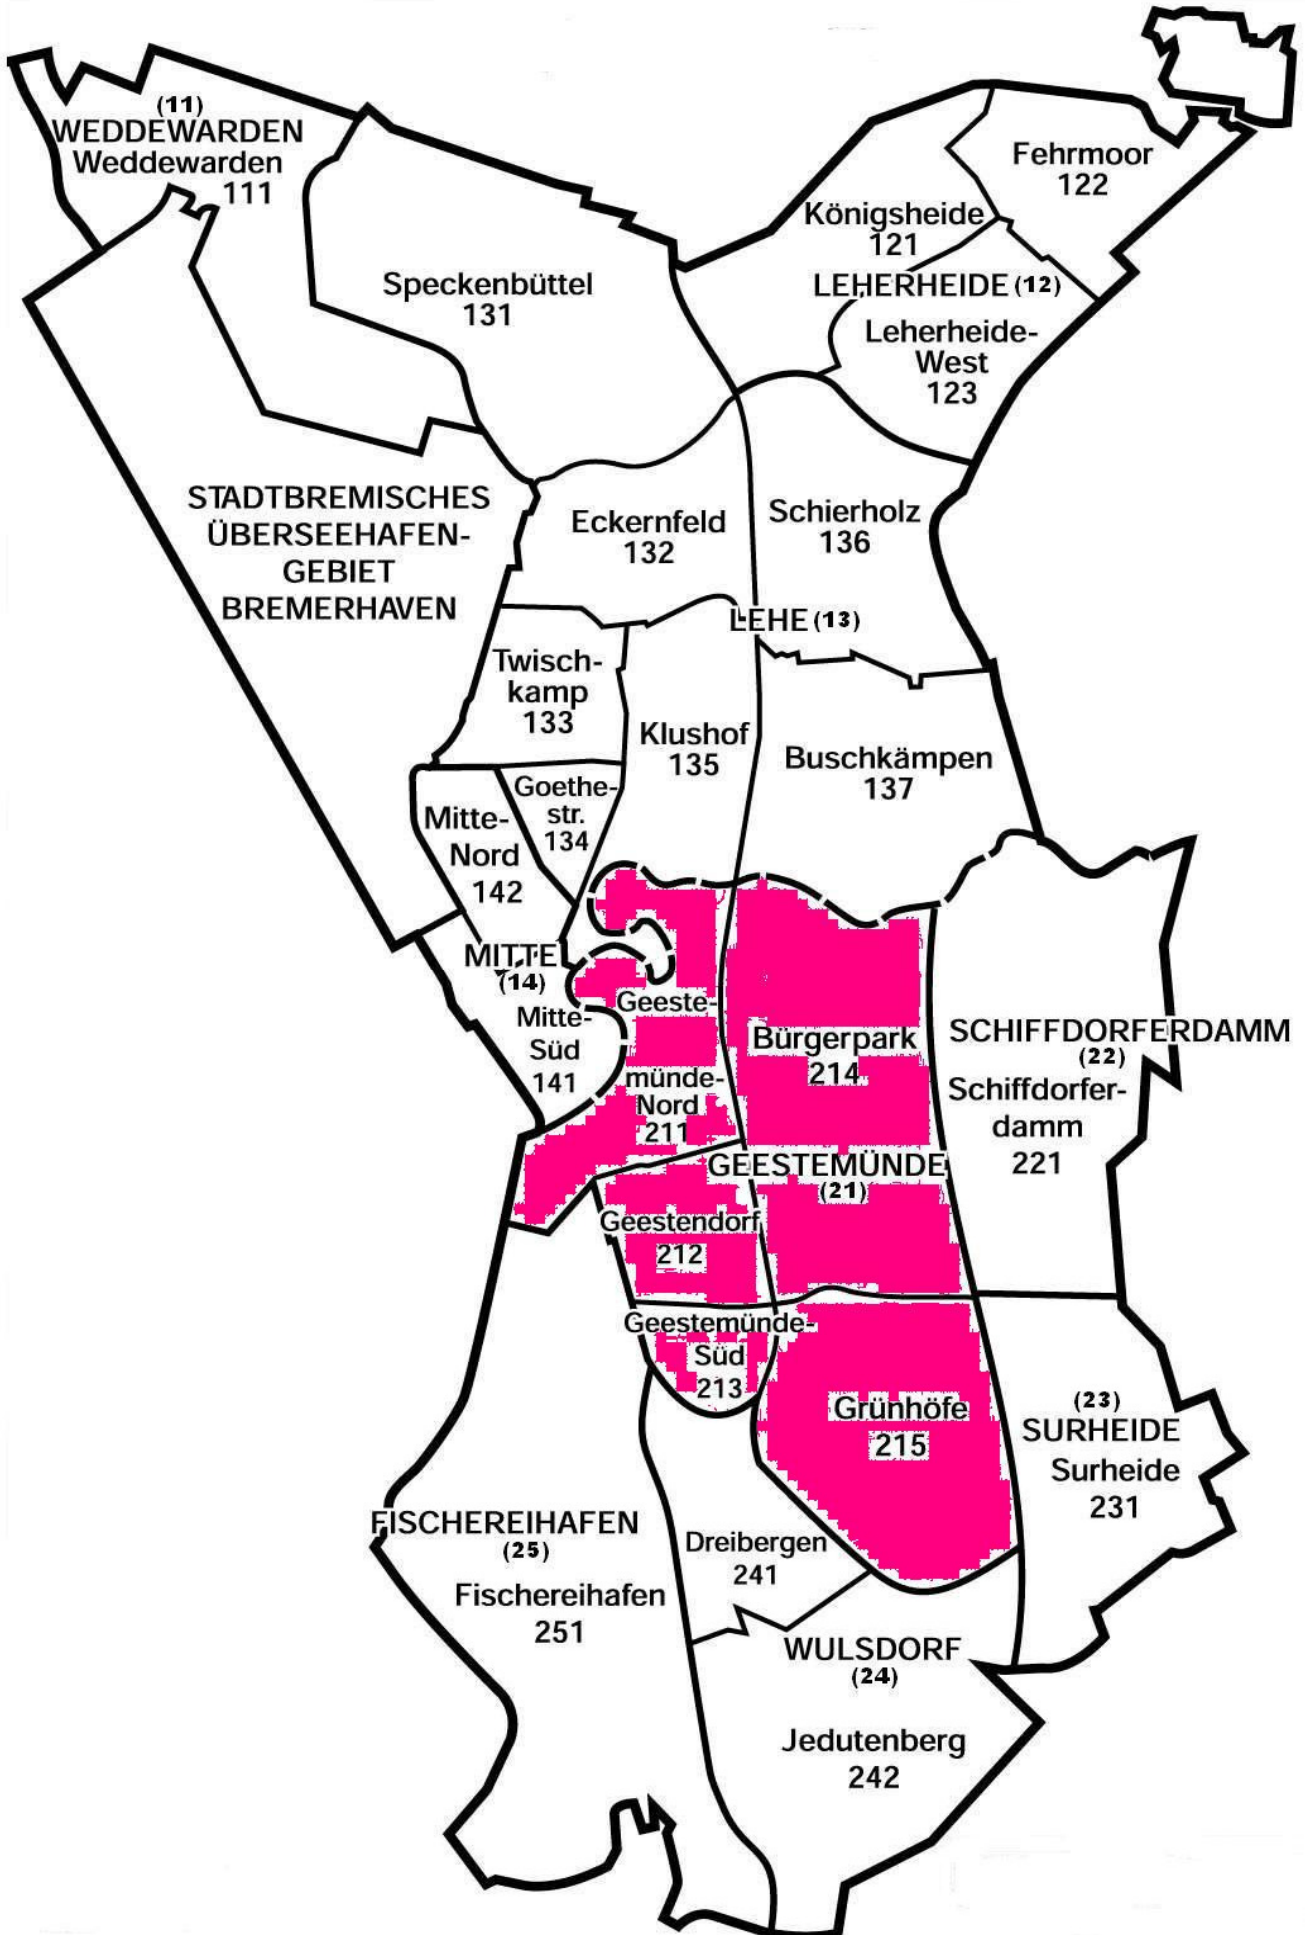 (11)
WEDDEWARDEN
Weddewarden
111
Fehrmoor
122
Königsheide
121
LEHERHEIDE (12)
Speckenbüttel
131
Leherheide-
West
123
STADTBREMISCHES
ÜBERSEEHAFEN-
GEBIET
BREMERHAVEN
Eckernfeld
132
Schierholz
136
LEHE (13)
Twisch-
kamp
133
Klushof
135
Buschkämpen
137
Goethe-
str.
134
Mitte-
Nord
142
MITTE
(14)
Mitte-
Süd
141
Geeste-
münde-
Nord
211
Bürgerpark
214
SCHIFFDORFERDAMM
(22)
Schiffdorfer-
damm
221
GEESTEMÜNDE
(21)
Geestendorf
212
Geestemünde-
Süd
213
Grünhöfe
215
(23)
SURHEIDE
Surheide
231
FISCHEREIHAFEN
(25)
Fischereihafen
251
Dreibergen
241
WULSDORF
(24)
Jedutenberg
242